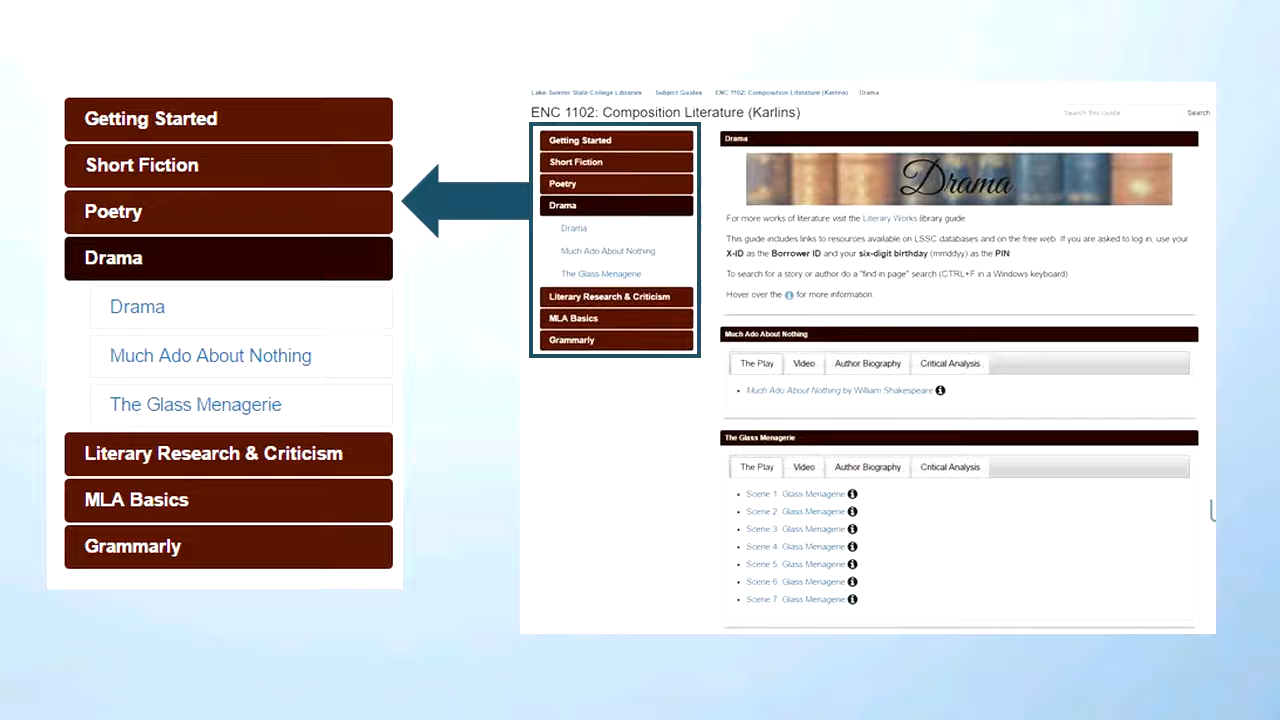 Getting Started
Short Fiction
Poetry
Drama
Drama
Much Ado About Nothing
The Glass Menagerie
Literary Research & Criticism
MLA Basics
Grammarly
Lake-Sumter State College Libraries Subject Guides ENC 1102: Composition Literature (Karlins) Drama
ENC 1102: Composition Literature (Karlins)
Search this Guide Search
Getting Started
Short Fiction
Poetry
Drama
Drama
Much Ado About Nothing
The Glass Menagerie
Literary Research & Criticism
MLA Basics
Grammarly
Drama
Drama
For more works of literature visit the Literary Works library guide
This guide includes links to resources available on LSSC databases and on the free web. If you are asked to log in, use your
X-ID as the Borrower ID and your six-digit birthday (mmddyy) as the PIN
To search for a story or author do a "find in page" search (CTRL+F in a Windows keyboard)
Hover over the i for more information.
Much Ado About Nothing
The Play Video Author Biography Critical Analysis
Much Ado About Nothing by William Shakespeare i
The Glass Menagerie
The Play Video Author Biography Critical Analysis
Scene 1 Glass Menagerie i
Scene 2 Glass Menagerie i
Scene 3 Glass Menagerie i
Scene 4 Glass Menagerie i
Scene 5 Glass Menagerie i
Scene 6 Glass Menagerie i
Scene 7 Glass Menagerie i